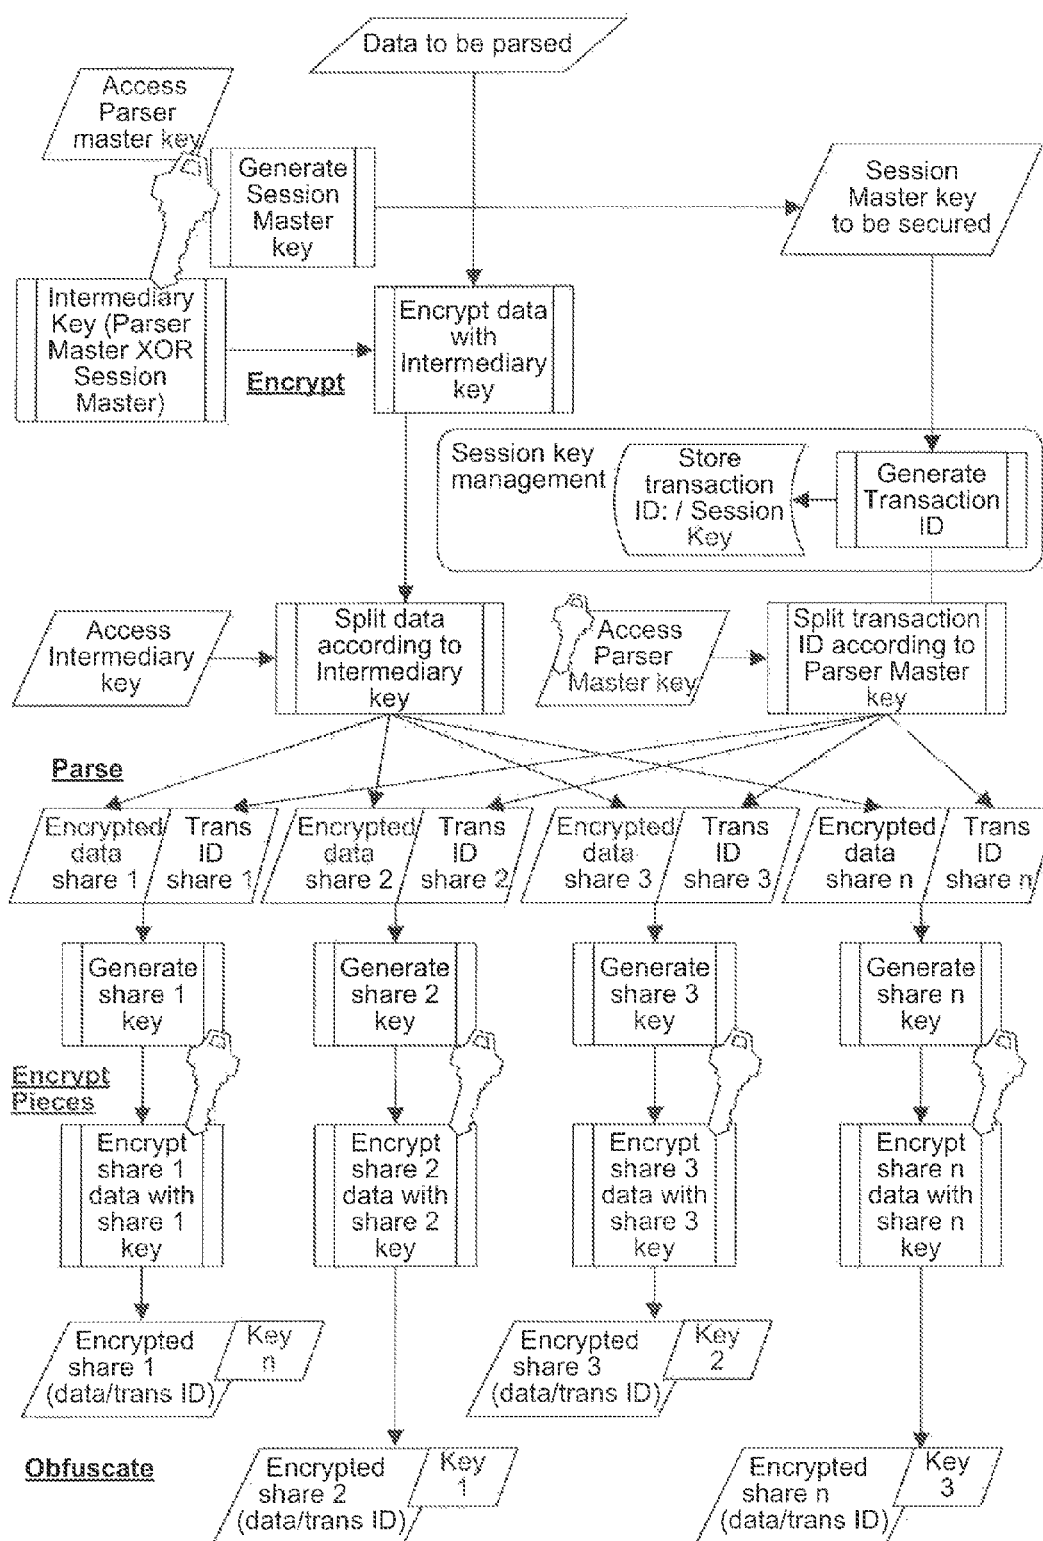 Data to be parsed
Access
Parser
master key
Generate
Session
Master
key
Session
Master key
to be secured
Intermediary
Key (Parser
Master XOR
Session
Master)
Encrypt
Encrypt data
with
Intermediary
key
Session key
management
Store
transaction
ID: / Session
Key
Generate
Transaction
ID
Access
Intermediary
key
Split data
according to
Intermediary
key
Access
Parser
Master key
Split transaction
ID according to
Parser Master
key
Parse
Encrypted
data
share 1
Trans
ID
share 1
Encrypted
data
share 2
Trans
ID
share 2
Encrypted
data
share 3
Trans
ID
share 3
Encrypted
data
share n
Trans
ID
share n
Generate
share 1
key
Generate
share 2
key
Generate
share 3
key
Generate
share n
key
Encrypt
Pieces
Encrypt
share 1
data with
share 1
key
Encrypt
share 2
data with
share 2
key
Encrypt
share 3
data with
share 3
key
Encrypt
share n
data with
share n
key
Encrypted
share 1
(data/trans ID)
Key
n
Encrypted
share 3
(data/trans ID)
Key
2
Obfuscate
Encrypted
share 2
(data/trans ID)
Key
1
Encrypted
share n
(data/trans ID)
Key
3